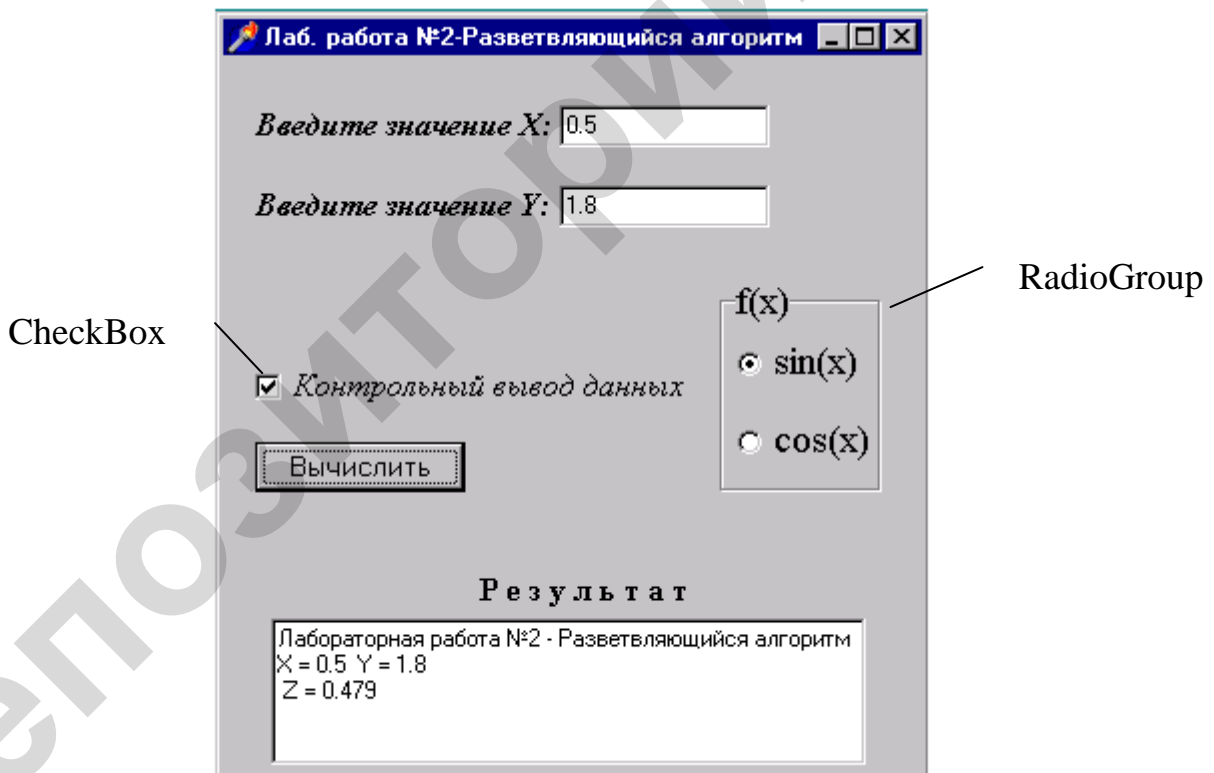 Лаб. работа №2-Разветвляющийся алгоритм
Введите значение X: 0.5
Введите значение Y: 1.8
RadioGroup
f(x)
CheckBox
sin(x)
Контрольный вывод данных
cos(x)
Вычислить
Результат
Лабораторная работа №2 - Разветвляющийся алгоритм
X = 0.5 Y = 1.8
Z = 0.479
епозитори